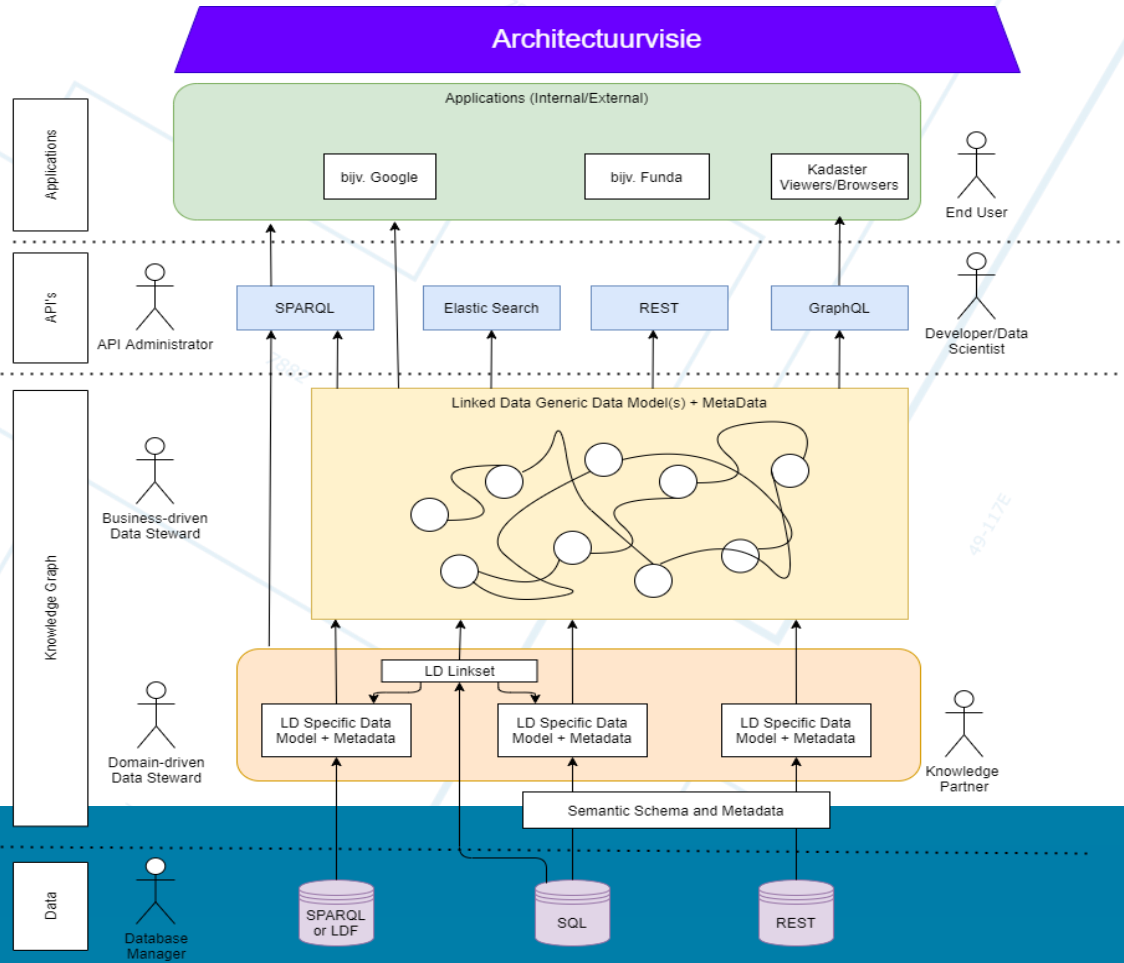 Architectuurvisie
Applications
Applications (Internal/External)
bijv. Google
bijv. Funda
Kadaster
Viewers/Browsers
End User
API's
API Administrator
SPARQL
Elastic Search
REST
GraphQL
Developer/Data
Scientist
7882
Knowledge Graph
Linked Data Generic Data Model(s) + MetaData
Business-driven
Data Steward
49-117E
LD Linkset
LD Specific Data
Model + Metadata
LD Specific Data
Model + Metadata
LD Specific Data
Model + Metadata
Domain-driven
Data Steward
Knowledge
Partner
Semantic Schema and Metadata
Data
Database
Manager
SPARQL
or LDF
SQL
REST